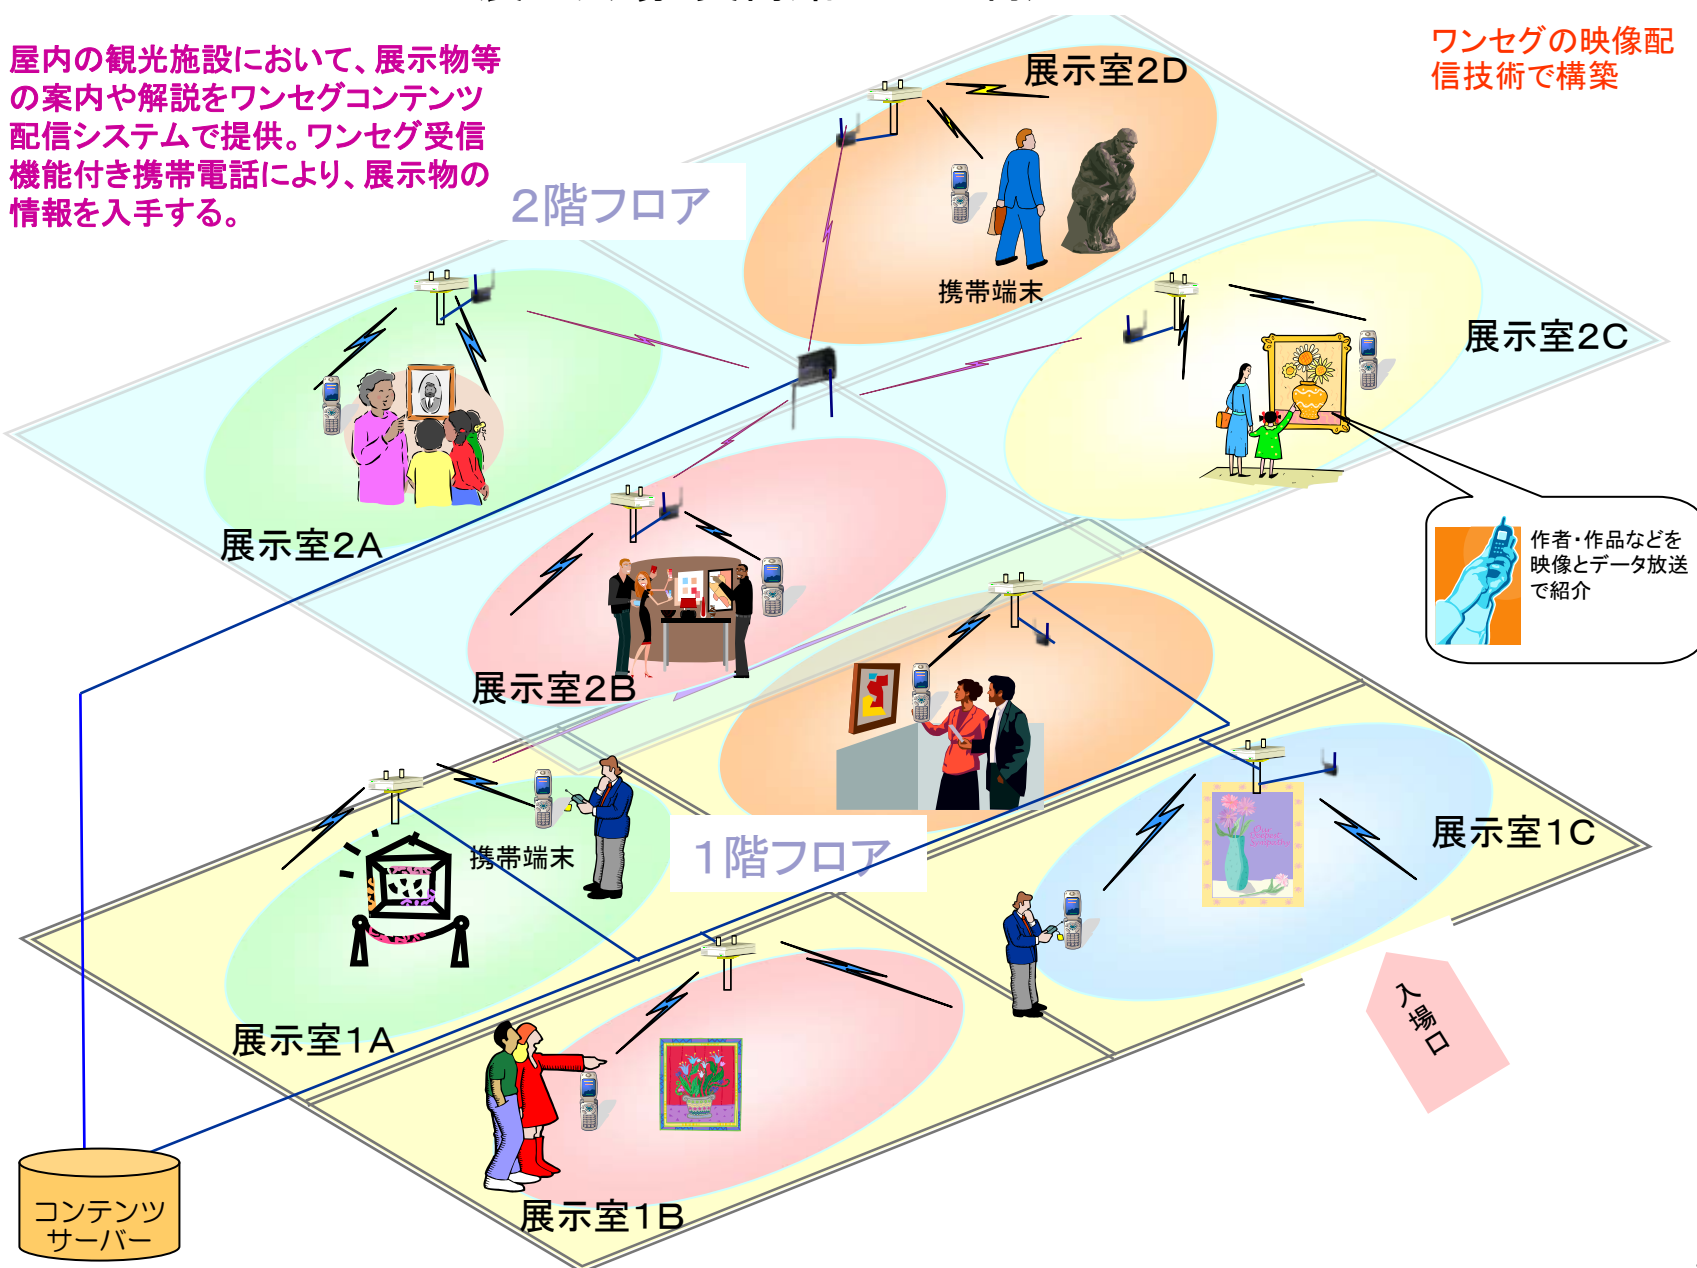 屋内の観光施設において、展示物等
の案内や解説をワンセグコンテンツ
配信システムで提供。ワンセグ受信
機能付き携帯電話により、展示物の
情報を入手する。
ワンセグの映像配
信技術で構築
展示室2D
2階フロア
携帯端末
展示室2C
展示室2A
作者・作品などを
映像とデータ放送
で紹介
展示室2B
展示室1C
携帯端末
1階フロア
入場口
展示室1A
展示室1B
コンテンツ
サーバー